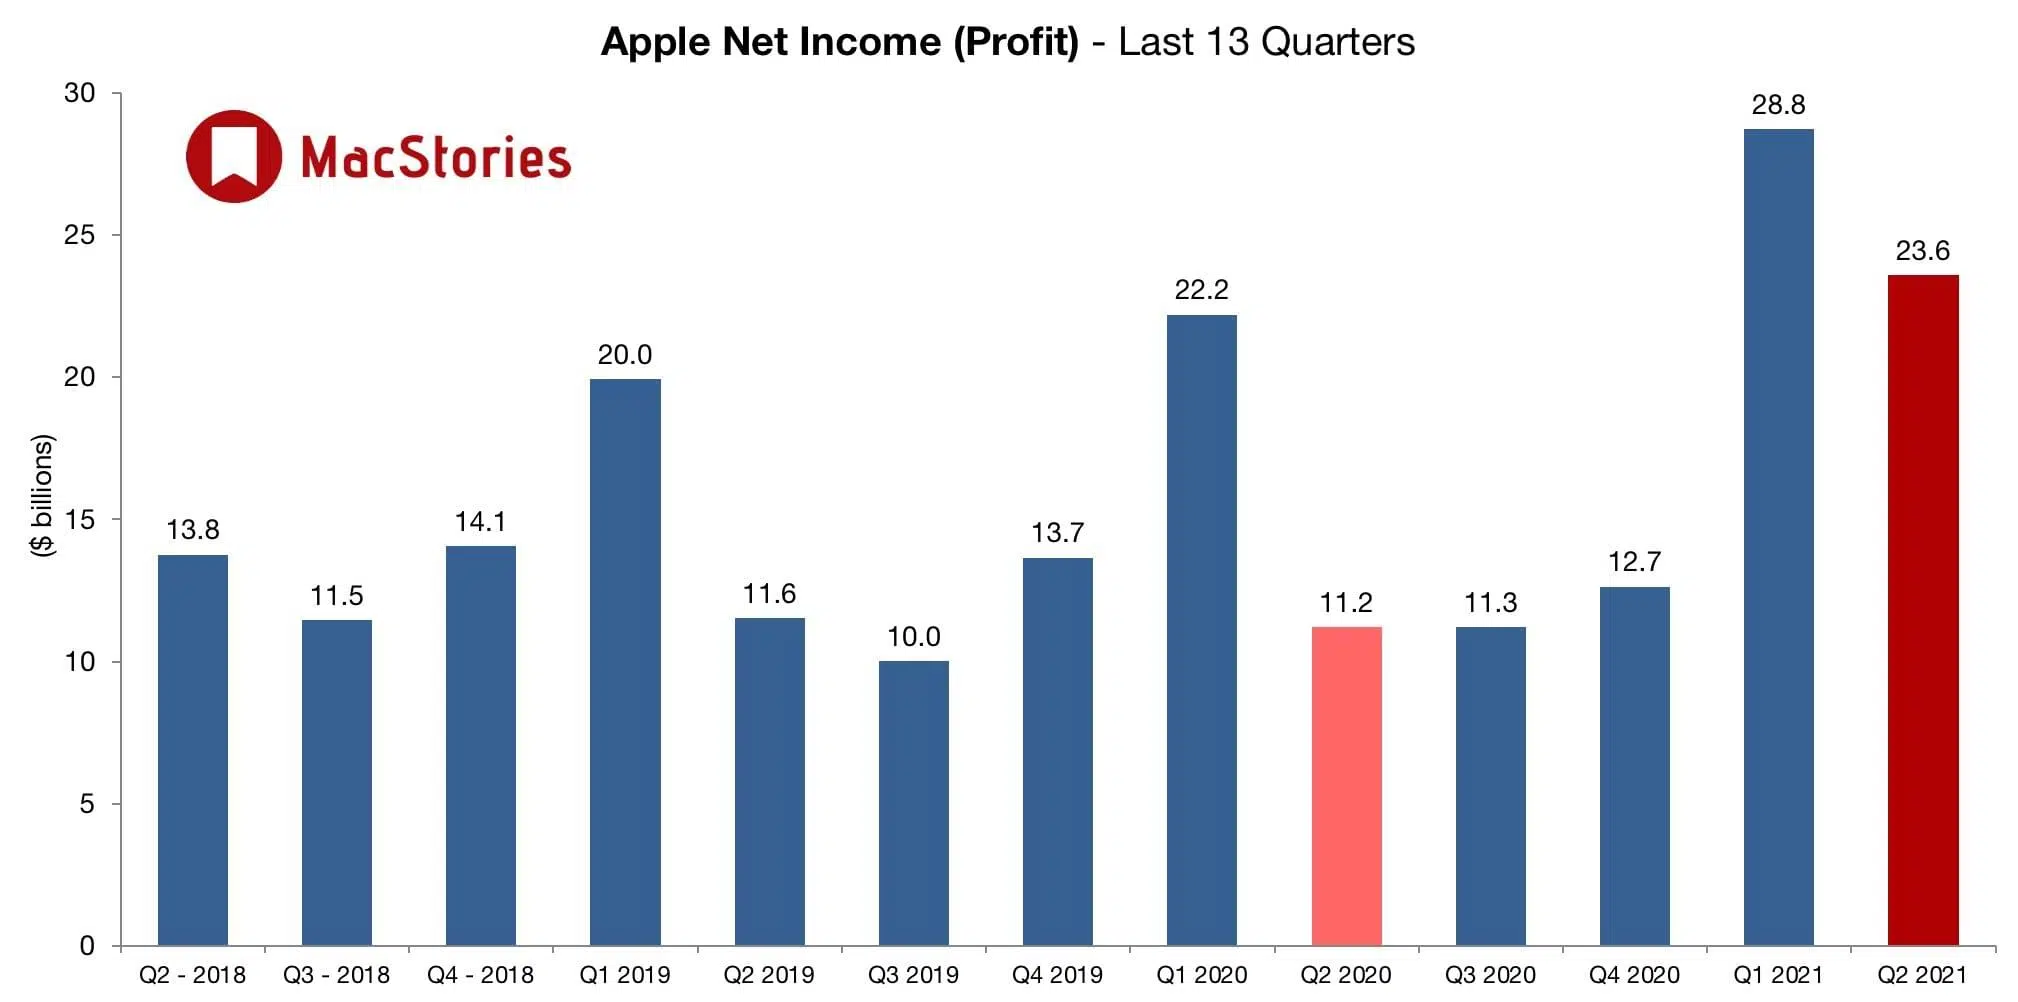 Apple Net Income (Profit) - Last 13 Quarters
MacStories
($ billions)
30
25
20
15
10
5
0
13.8
11.5
14.1
20.0
11.6
10.0
13.7
22.2
11.2
11.3
12.7
28.8
23.6
Q2 - 2018
Q3 - 2018
Q4 - 2018
Q1 2019
Q2 2019
Q3 2019
Q4 2019
Q1 2020
Q2 2020
Q3 2020
Q4 2020
Q1 2021
Q2 2021